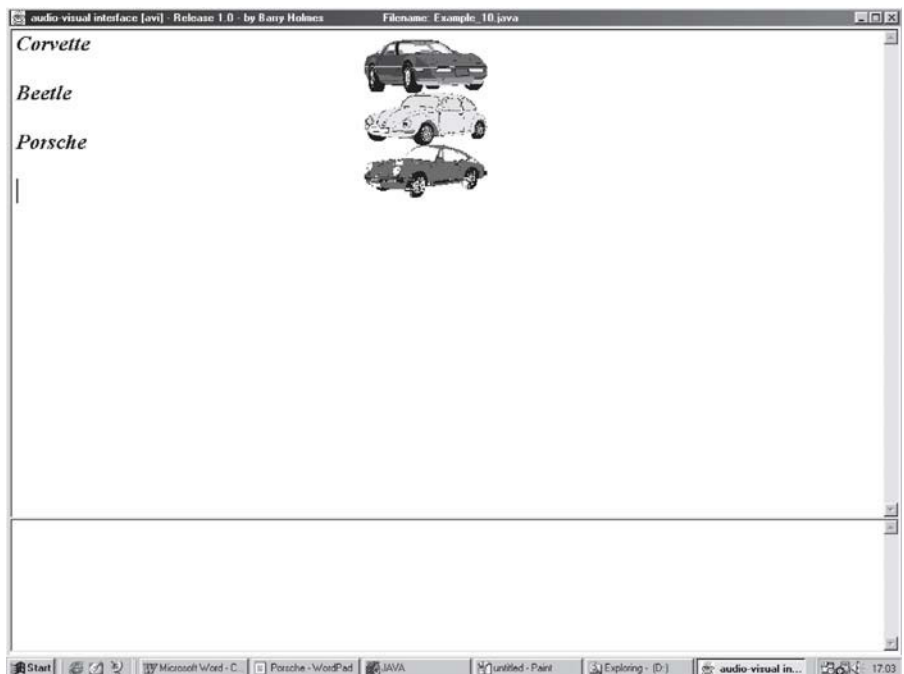 audio-visual interface [avi] - Release 1.0 - by Barry Holmes Filename: Example_10.java
Corvette
Beetle
Porsche
Start Microsoft Word - C... Porsche - WordPad JAVA untitled - Paint Exploring - (D:) audio-visual in... 17:03